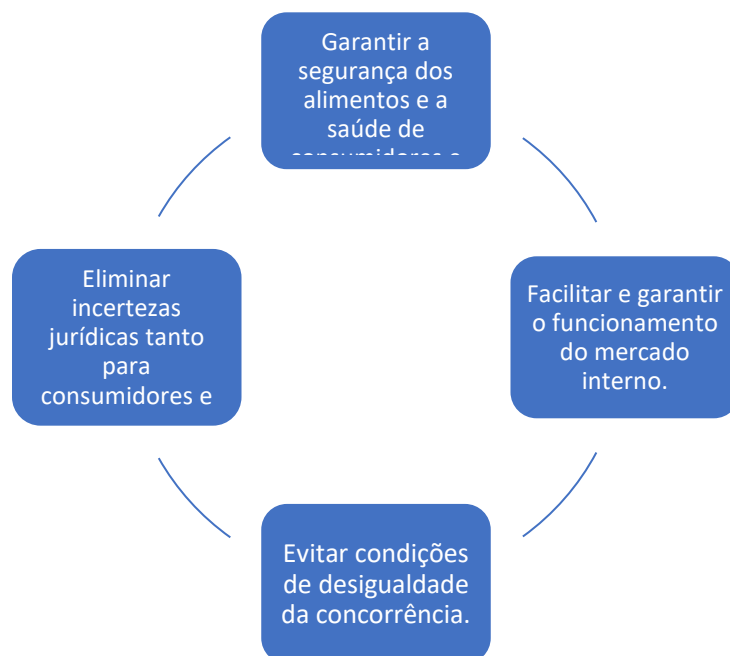 Garantir a
segurança dos
alimentos e a
saúde de
consumidores e
Facilitar e garantir
o funcionamento
do mercado
interno.
Evitar condições
de desigualdade
da concorrência.
Eliminar
incertezas
jurídicas tanto
para
consumidores e